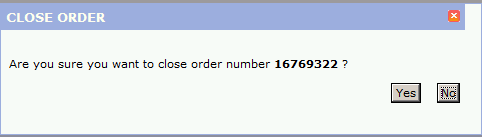 CLOSE ORDER
Are you sure you want to close order number 16769322 ?
Yes No